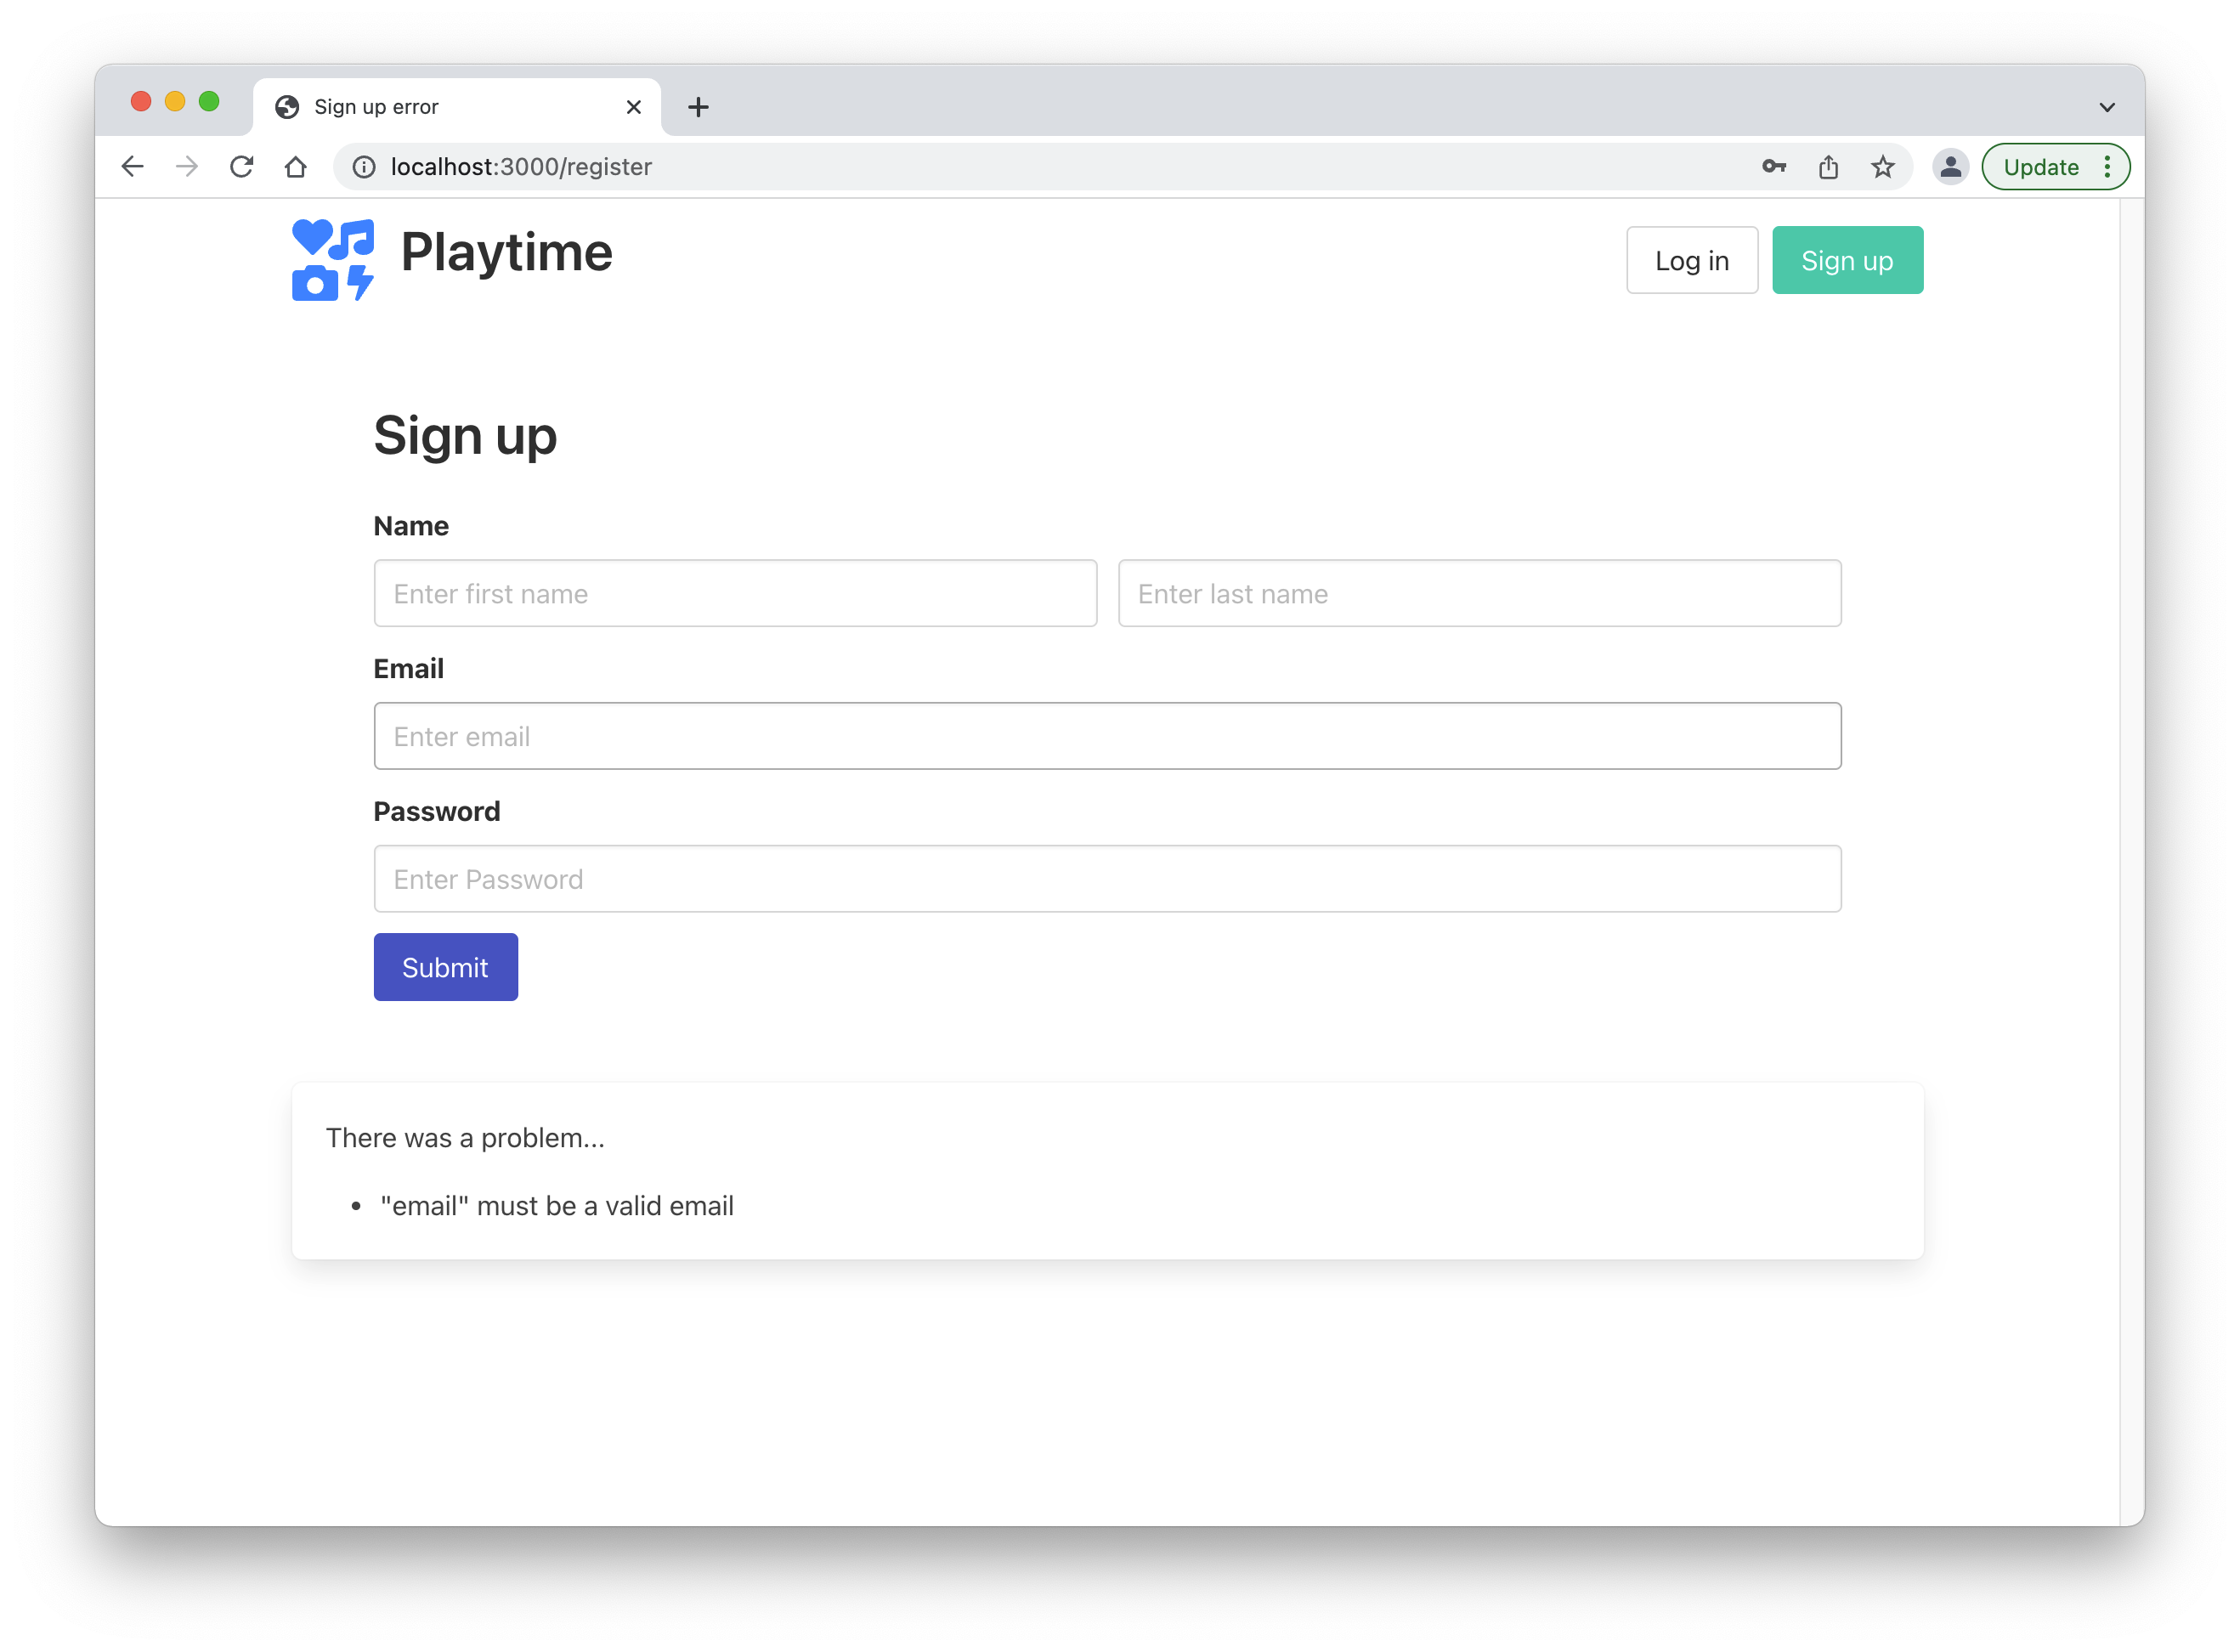 Sign up error
localhost:3000/register
Update
Playtime
Log in
Sign up
Sign up
Name
Enter first name
Enter last name
Email
Enter email
Password
Enter Password
Submit
There was a problem...
• "email" must be a valid email